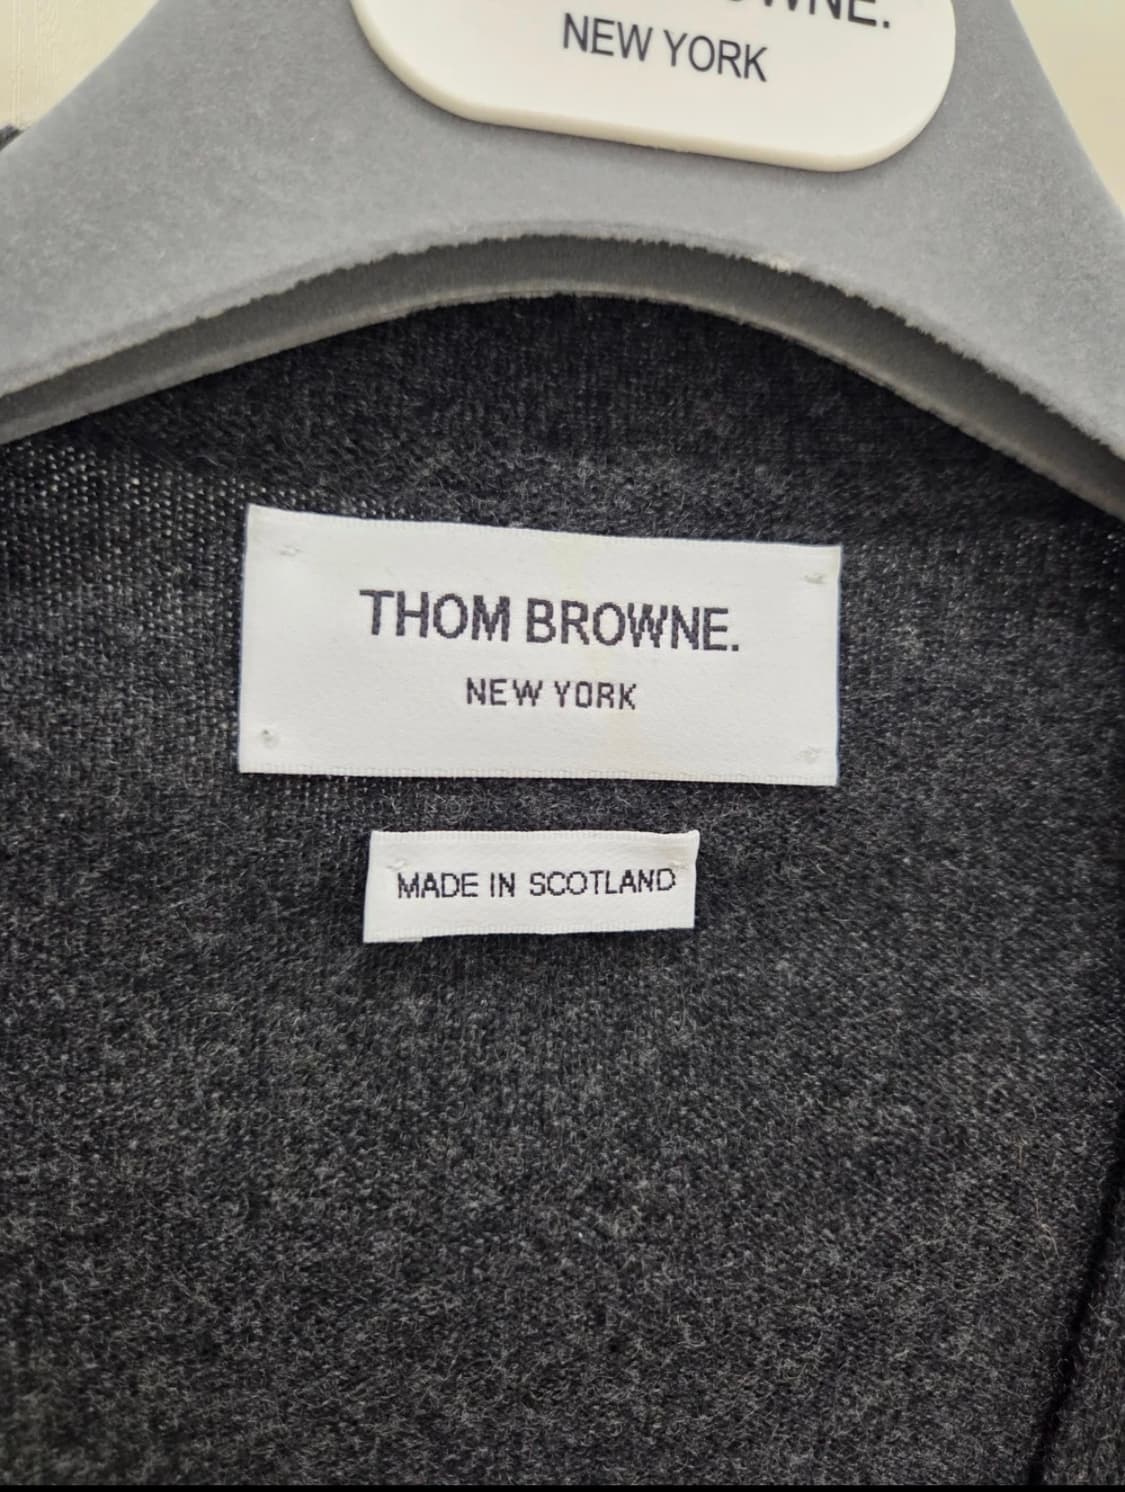 NEW YORK
THOM BROWNE.
NEW YORK
MADE IN SCOTLAND